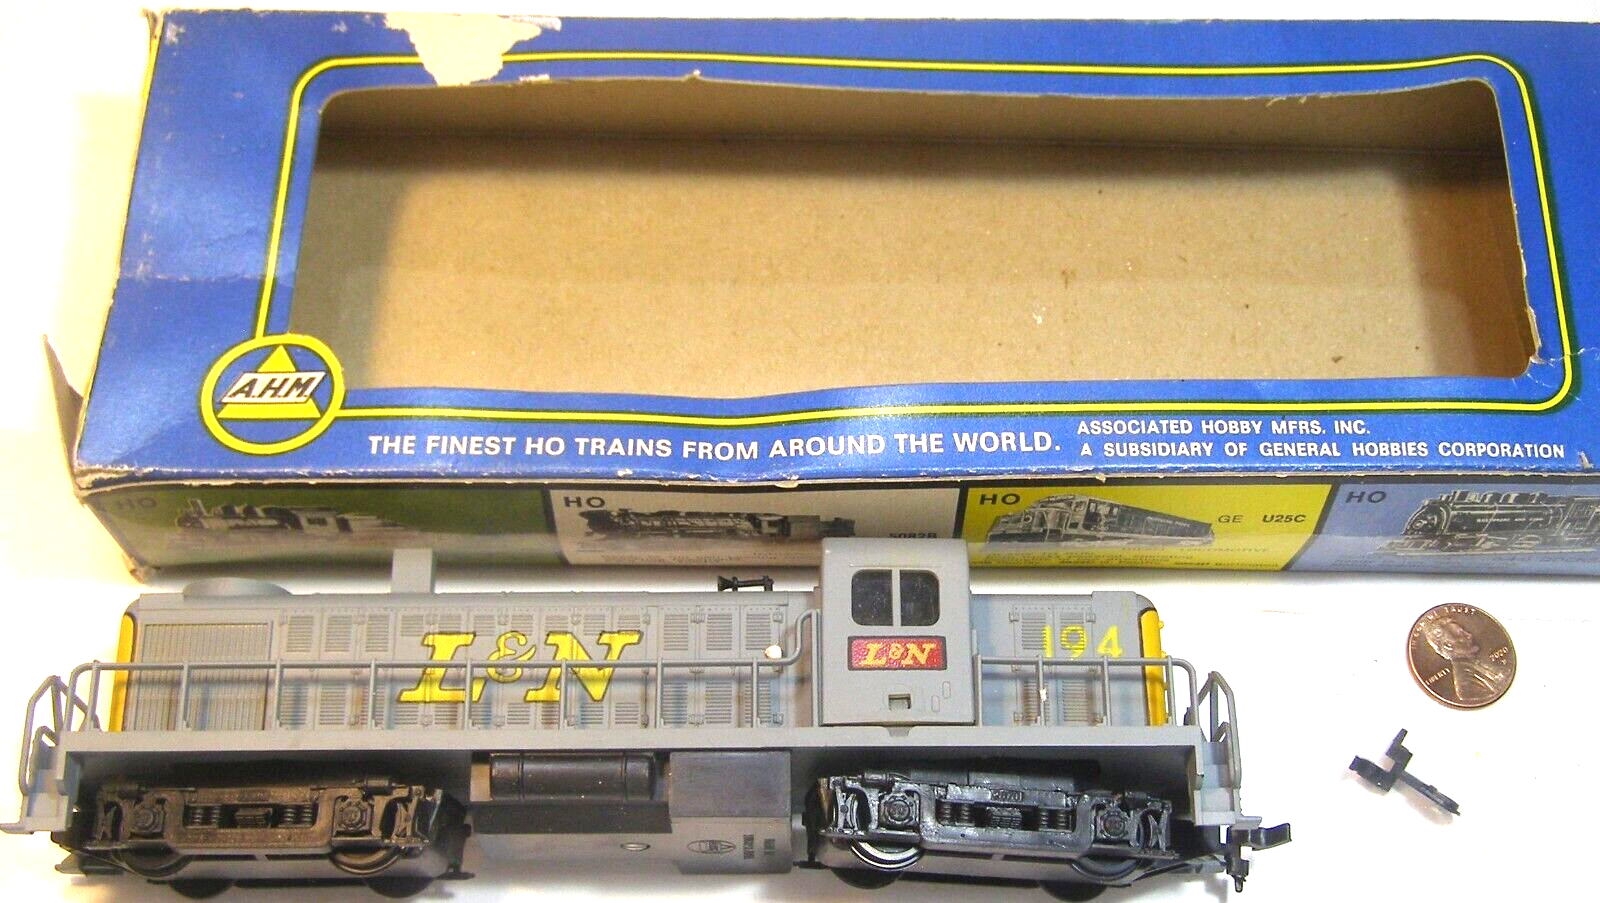 A.H.M.
THE FINEST HO TRAINS FROM AROUND THE WORLD.
ASSOCIATED HOBBY MFRS. INC.
A SUBSIDIARY OF GENERAL HOBBIES CORPORATION
HO
HO
5082B
HO
GE U25C
HO
L&N
L&N
194
LIBERTY
2020